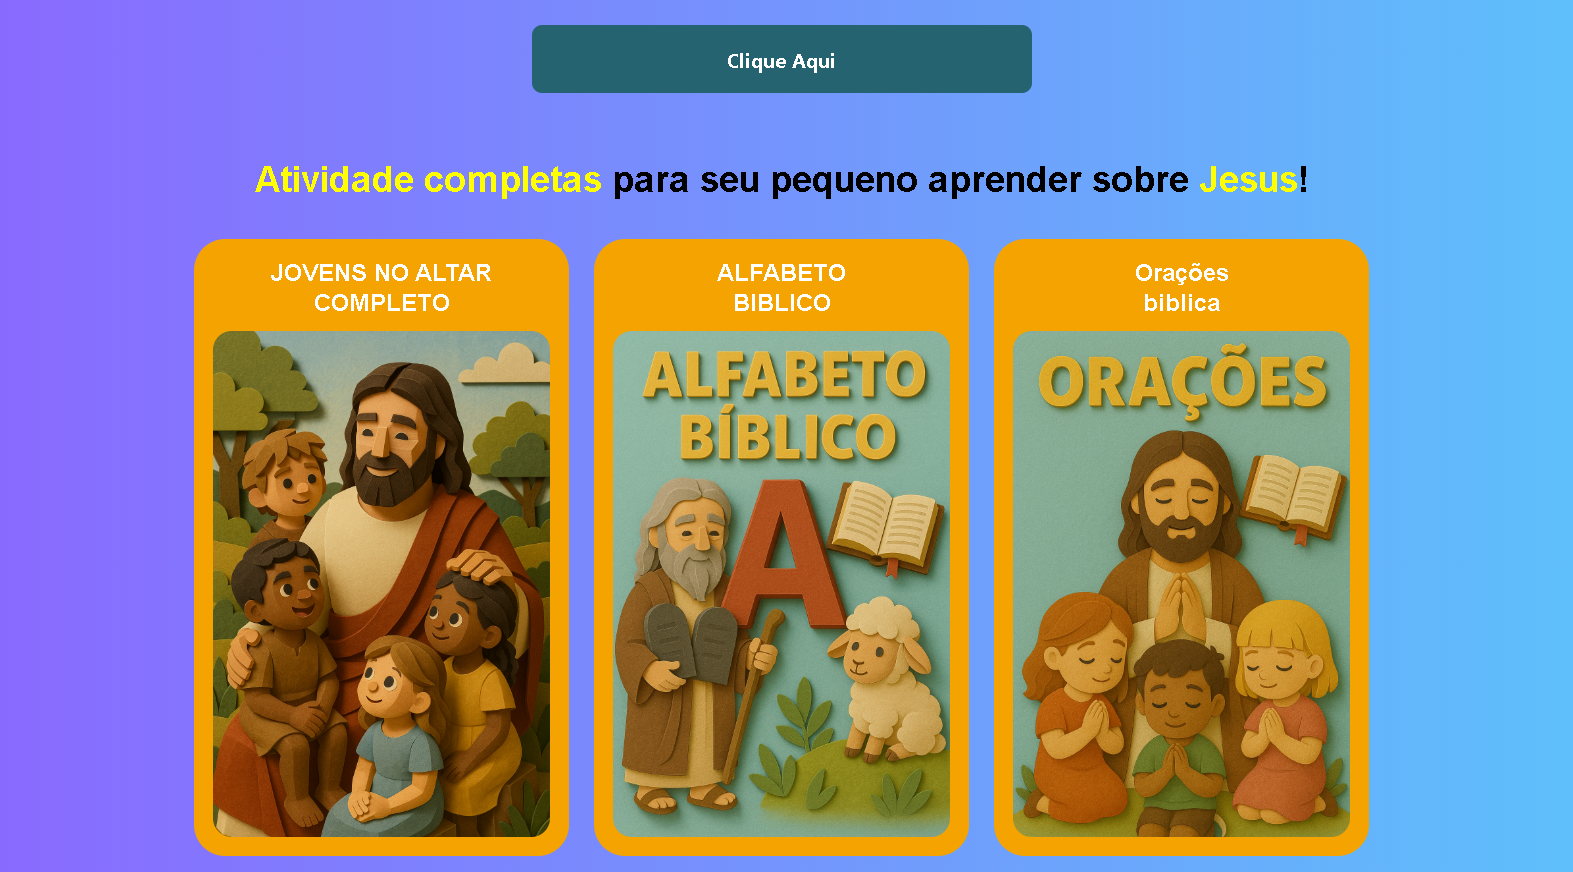 Clique Aqui
Atividade completas para seu pequeno aprender sobre Jesus!
JOVENS NO ALTAR
COMPLETO
ALFABETO
BIBLICO
Orações
biblica
ALFABETO
BÍBLICO
A
ORAÇÕES